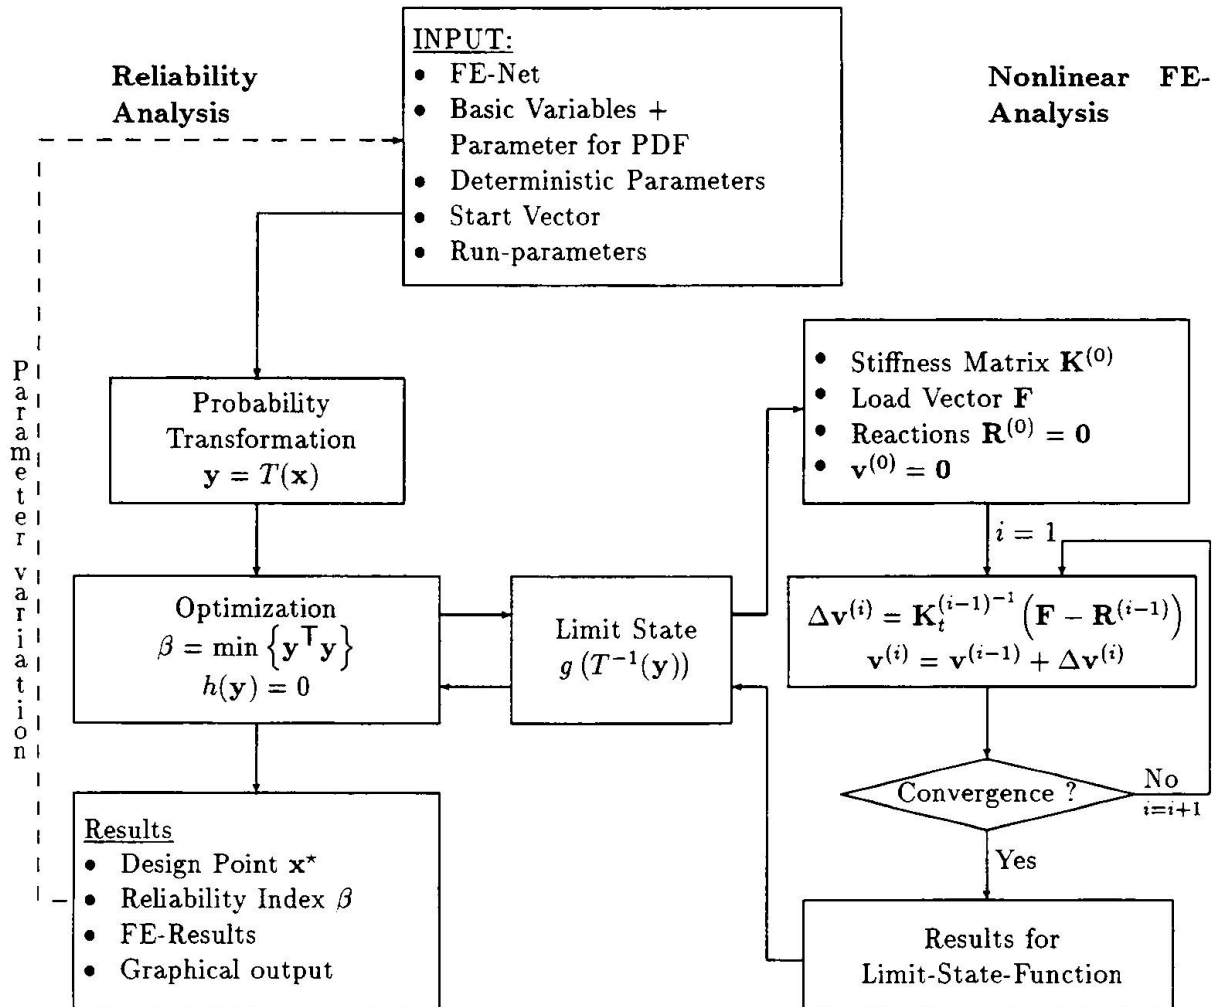 Reliability
Analysis
INPUT:
• FE-Net
• Basic Variables +
Parameter for PDF
• Deterministic Parameters
• Start Vector
• Run-parameters
Nonlinear FE-
Analysis
Parameter variation
Probability
Transformation
y = T(x)
Optimization
β = min {y^⊤ y}
h(y) = 0
Limit State
g (T^{-1}(y))
Results
• Design Point x*
• Reliability Index β
• FE-Results
• Graphical output
• Stiffness Matrix K^{(0)}
• Load Vector F
• Reactions R^{(0)} = 0
• v^{(0)} = 0
i = 1
Δv^{(i)} = K_t^{(i-1)^{-1}} (F − R^{(i-1)})
v^{(i)} = v^{(i-1)} + Δv^{(i)}
Convergence ?
No
i=i+1
Yes
Results for
Limit-State-Function